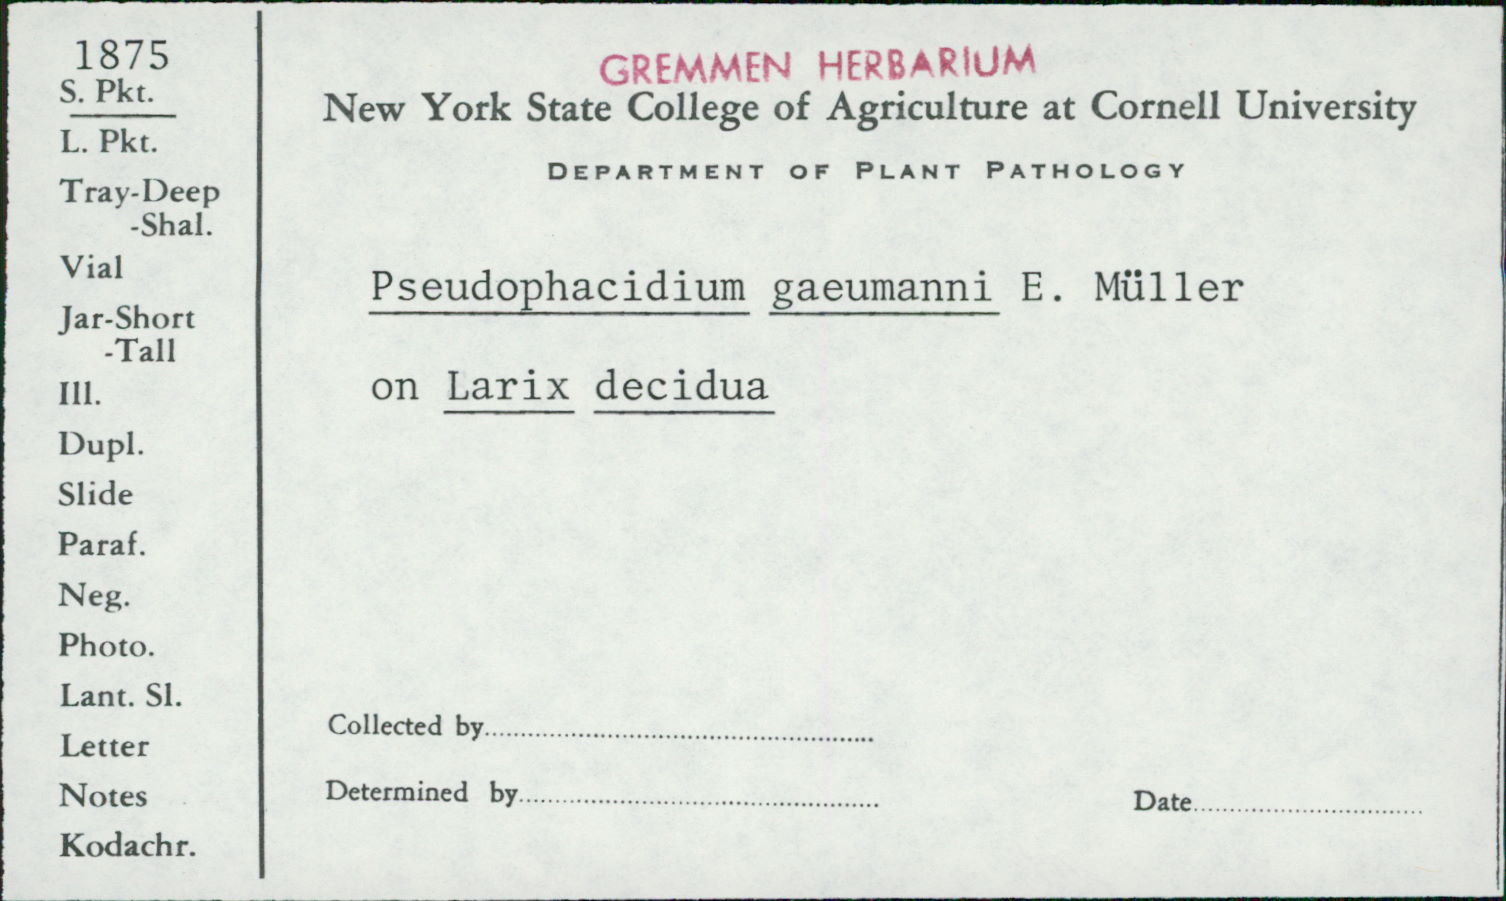 1875
S. Pkt.
L. Pkt.
Tray-Deep
-Shal.
Vial
Jar-Short
-Tall
Ill.
Dupl.
Slide
Paraf.
Neg.
Photo.
Lant. Sl.
Letter
Notes
Kodachr.
GREMMEN HERBARIUM
New York State College of Agriculture at Cornell University
DEPARTMENT OF PLANT PATHOLOGY
Pseudophacidium gaeumanni E. Müller
on Larix decidua
Collected by
Determined by
Date